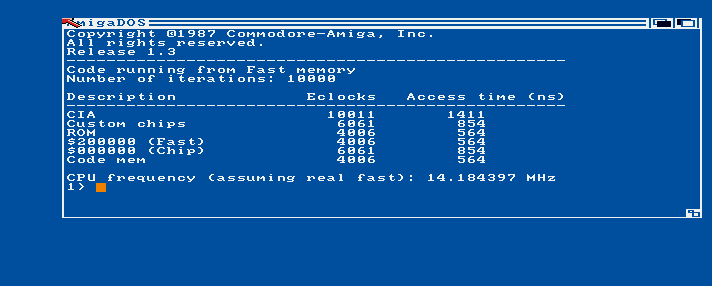 AmigaDOS
Copyright ©1987 Commodore-Amiga, Inc.
All rights reserved.
Release 1.3
Code running from Fast memory
Number of iterations: 10000
Description Eclocks Access time (ns)
CIA 10011 1411
Custom chips 6061 854
ROM 4006 564
$200000 (Fast) 4006 564
$000000 (Chip) 6061 854
Code mem 4006 564
CPU frequency (assuming real fast): 14.184397 MHz
1>